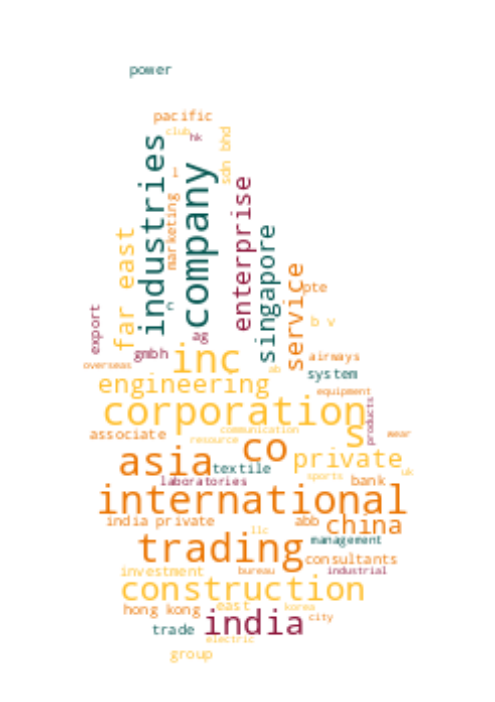 power
pacific
club
hk
sdn bhd
industries
company
l
marketing
enterprise
far east
singapore
service
pte
n
export
b v
ag
gmbh
inc
airways
overseas
ab
system
engineering
equipment
corporation
products
communication
s
associate
resource
wear
co
asia
textile
private
uk
laboratories
sports
bank
international
india private
abb
china
llc
trading
management
consultants
investment
bureau
industrial
construction
hong kong
east
korea
india
city
trade
electric
group